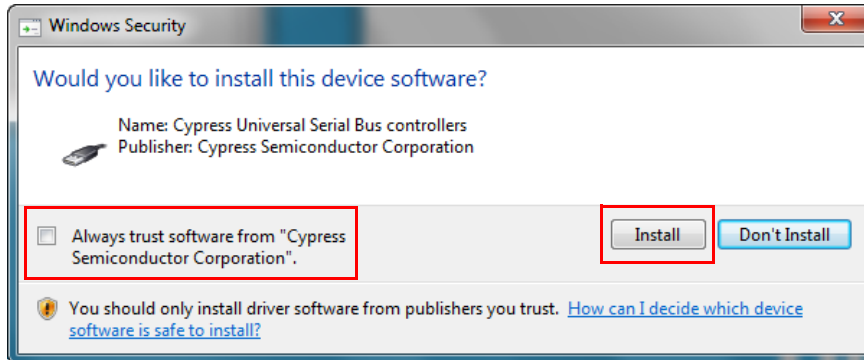 Windows Security
Would you like to install this device software?
Name: Cypress Universal Serial Bus controllers
Publisher: Cypress Semiconductor Corporation
Always trust software from "Cypress
Semiconductor Corporation".
Install
Don't Install
You should only install driver software from publishers you trust. How can I decide which device
software is safe to install?